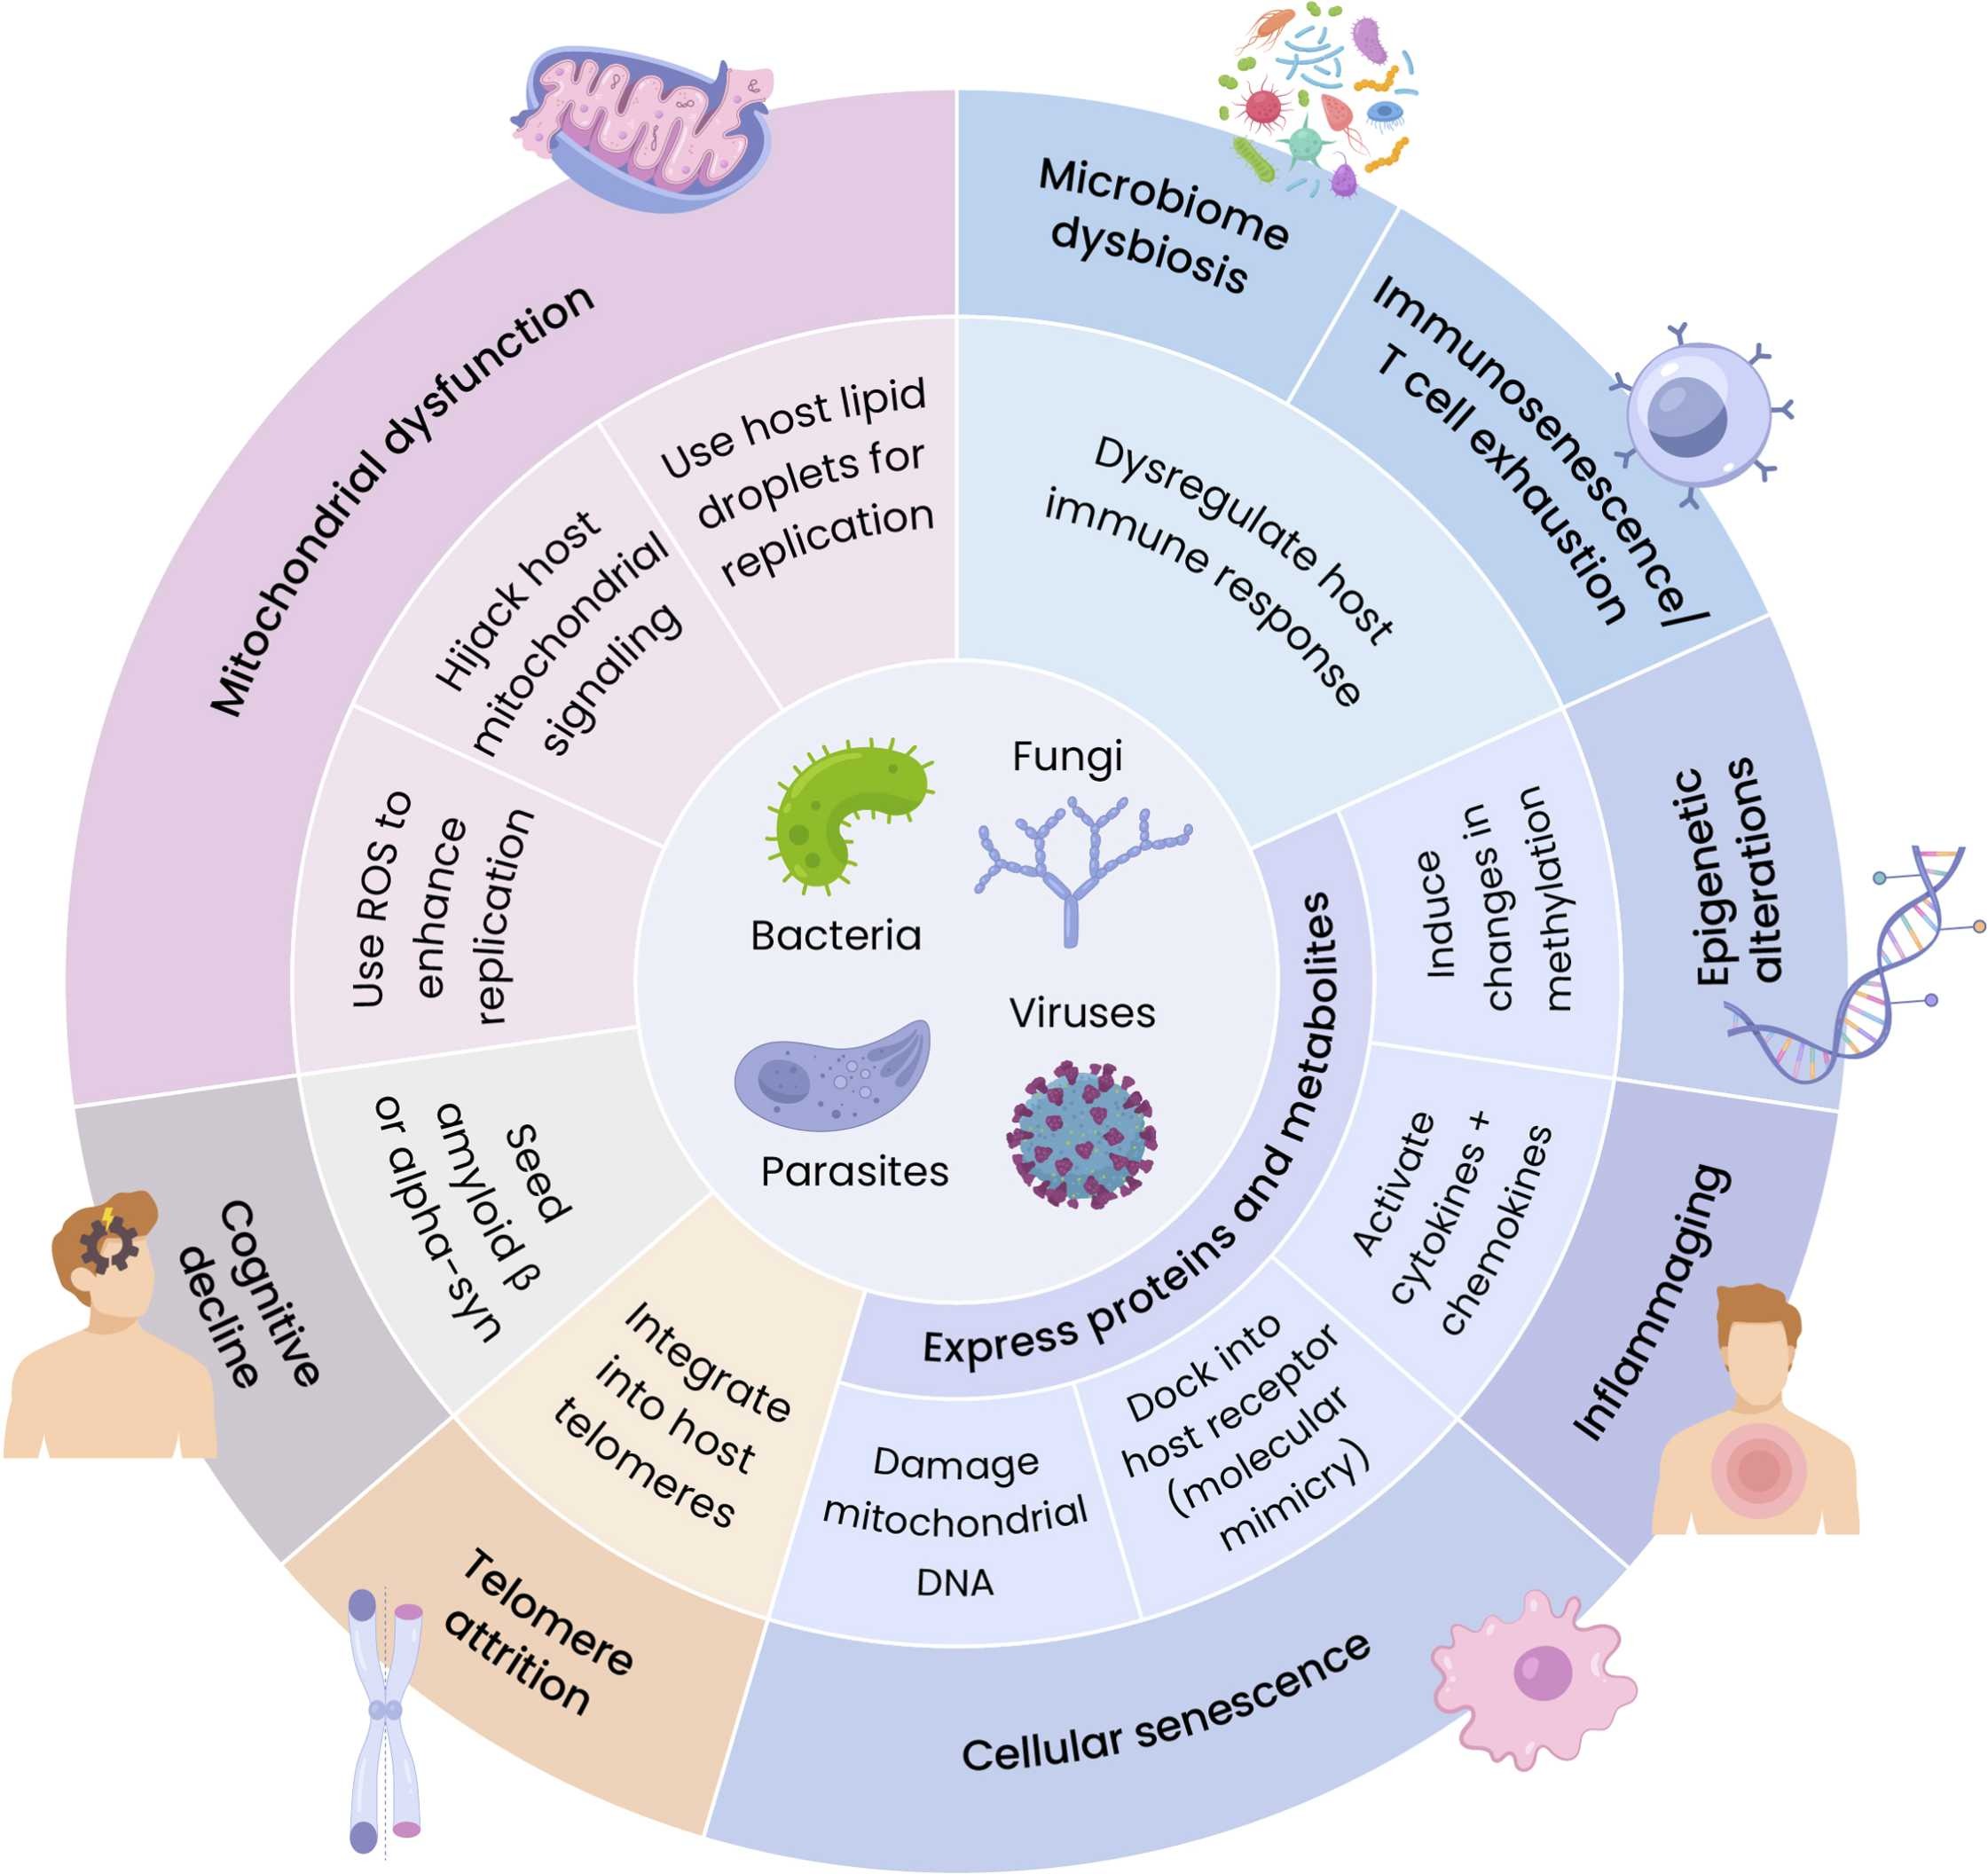 Mitochondrial dysfunction
Microbiome
dysbiosis
Immunosenescence /
T cell exhaustion
Epigenetic
alterations
Inflammaging
Cellular senescence
Telomere
attrition
Cognitive
decline
Use host lipid
droplets for
replication
Hijack host
mitochondrial
signaling
Use ROS to
enhance
replication
Seed
amyloid β
or alpha-syn
Integrate
into host
telomeres
Dysregulate host
immune response
Induce
changes in
methylation
Activate
cytokines +
chemokines
Dock into
host receptor
(molecular
mimicry)
Damage
mitochondrial
DNA
Express proteins and metabolites
Fungi
Bacteria
Viruses
Parasites